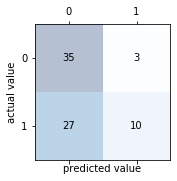 0 1
0 35 3
actual value
1 27 10
predicted value